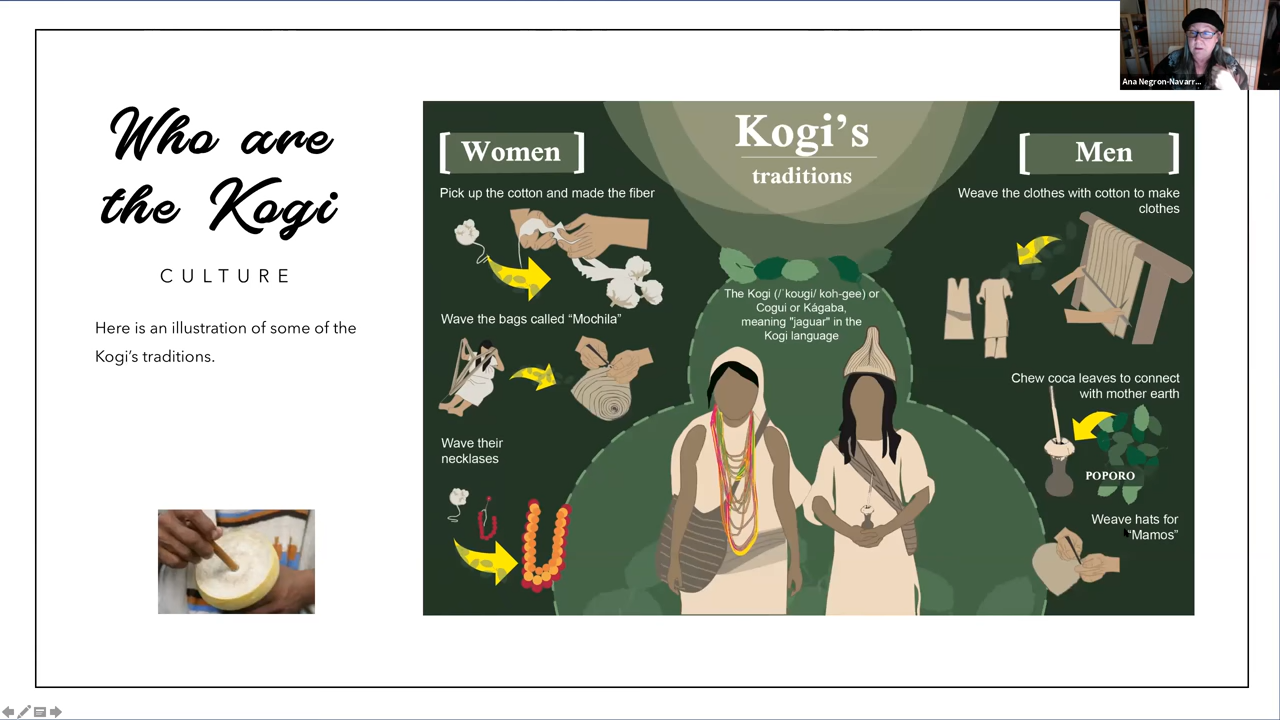 Ana Negron-Navarr...
Who are
the Kogi
CULTURE
Here is an illustration of some of the
Kogi's traditions.
Kogi's
traditions
[Women]
Pick up the cotton and made the fiber
Wave the bags called “Mochila”
Wave their
necklases
The Kogi (/ˈkoʊɡi/ koh-gee) or
Cogui or Kágaba,
meaning "jaguar" in the
Kogi language
[Men]
Weave the clothes with cotton to make
clothes
Chew coca leaves to connect
with mother earth
POPORO
Weave hats for
“Mamos”